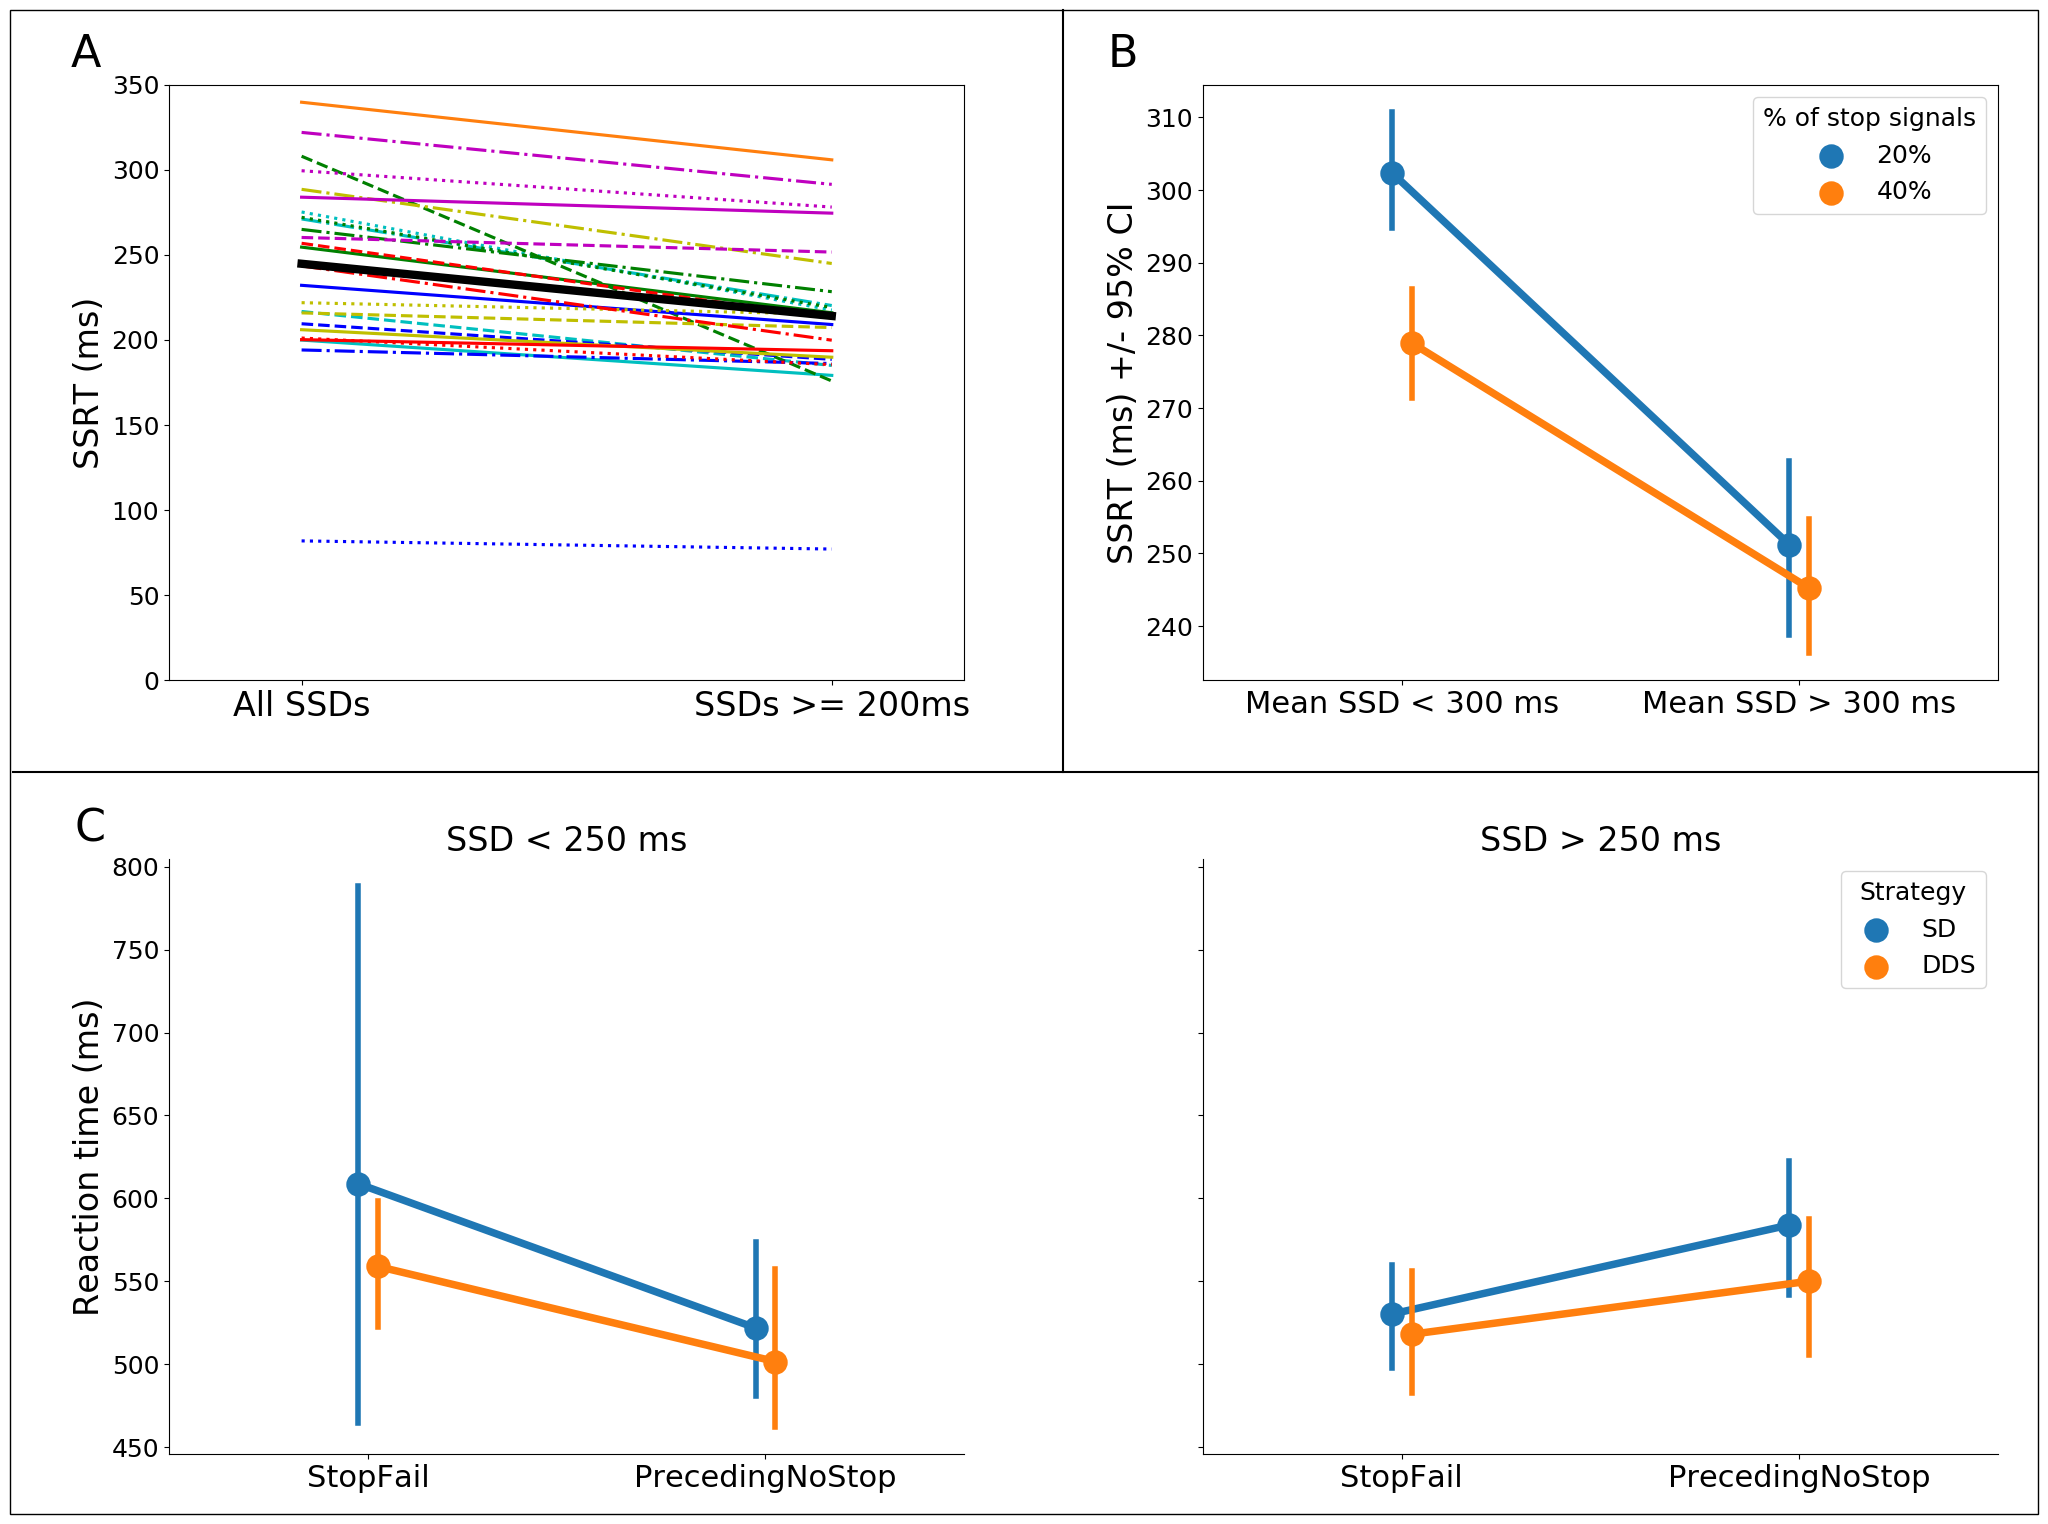 A
SSRT (ms)
350
300
250
200
150
100
50
0
All SSDs
SSDs >= 200ms
B
SSRT (ms) +/- 95% CI
310
300
290
280
270
260
250
240
% of stop signals
20%
40%
Mean SSD < 300 ms
Mean SSD > 300 ms
C
SSD < 250 ms
Reaction time (ms)
800
750
700
650
600
550
500
450
StopFail
PrecedingNoStop
SSD > 250 ms
Strategy
SD
DDS
StopFail
PrecedingNoStop